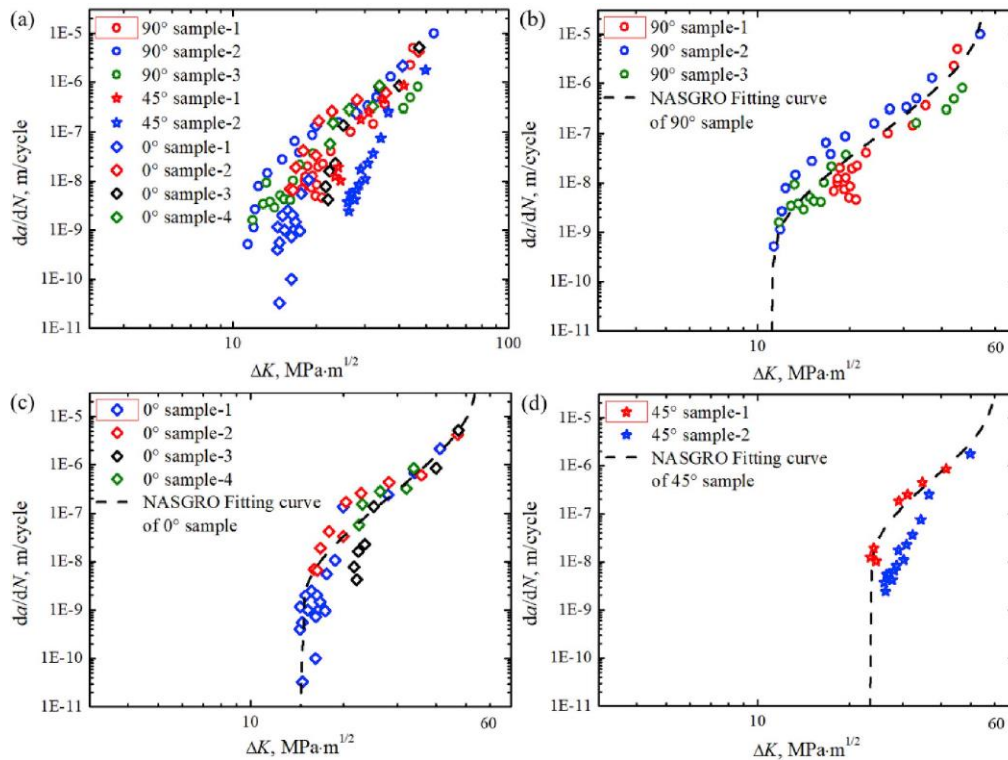 (a)
90° sample-1
90° sample-2
90° sample-3
45° sample-1
45° sample-2
0° sample-1
0° sample-2
0° sample-3
0° sample-4
1E-5
1E-6
1E-7
1E-8
1E-9
1E-10
1E-11
da/dN, m/cycle
10
100
ΔK, MPa·m^{1/2}
(b)
90° sample-1
90° sample-2
90° sample-3
NASGRO Fitting curve
of 90° sample
1E-5
1E-6
1E-7
1E-8
1E-9
1E-10
1E-11
da/dN, m/cycle
10
60
ΔK, MPa·m^{1/2}
(c)
0° sample-1
0° sample-2
0° sample-3
0° sample-4
NASGRO Fitting curve
of 0° sample
1E-5
1E-6
1E-7
1E-8
1E-9
1E-10
1E-11
da/dN, m/cycle
10
60
ΔK, MPa·m^{1/2}
(d)
45° sample-1
45° sample-2
NASGRO Fitting curve
of 45° sample
1E-5
1E-6
1E-7
1E-8
1E-9
1E-10
1E-11
da/dN, m/cycle
10
60
ΔK, MPa·m^{1/2}